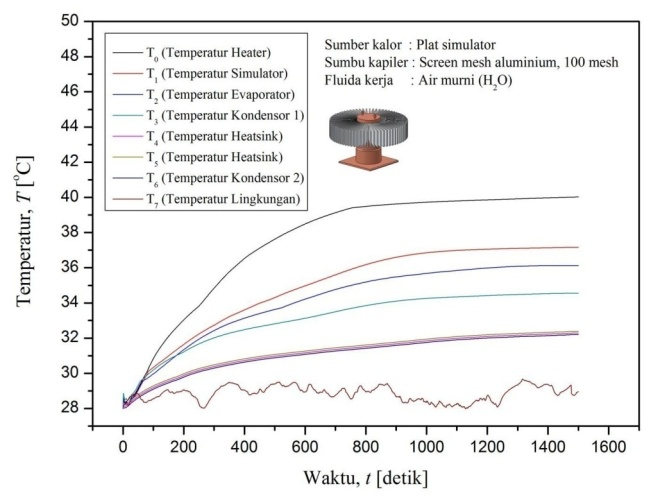 50
48
46
44
42
40
38
36
34
32
30
28
Temperatur, T [°C]
T0 (Temperatur Heater)
T1 (Temperatur Simulator)
T2 (Temperatur Evaporator)
T3 (Temperatur Kondensor 1)
T4 (Temperatur Heatsink)
T5 (Temperatur Heatsink)
T6 (Temperatur Kondensor 2)
T7 (Temperatur Lingkungan)
Sumber kalor : Plat simulator
Sumbu kapiler : Screen mesh aluminium, 100 mesh
Fluida kerja : Air murni (H2O)
0 200 400 600 800 1000 1200 1400 1600
Waktu, t [detik]